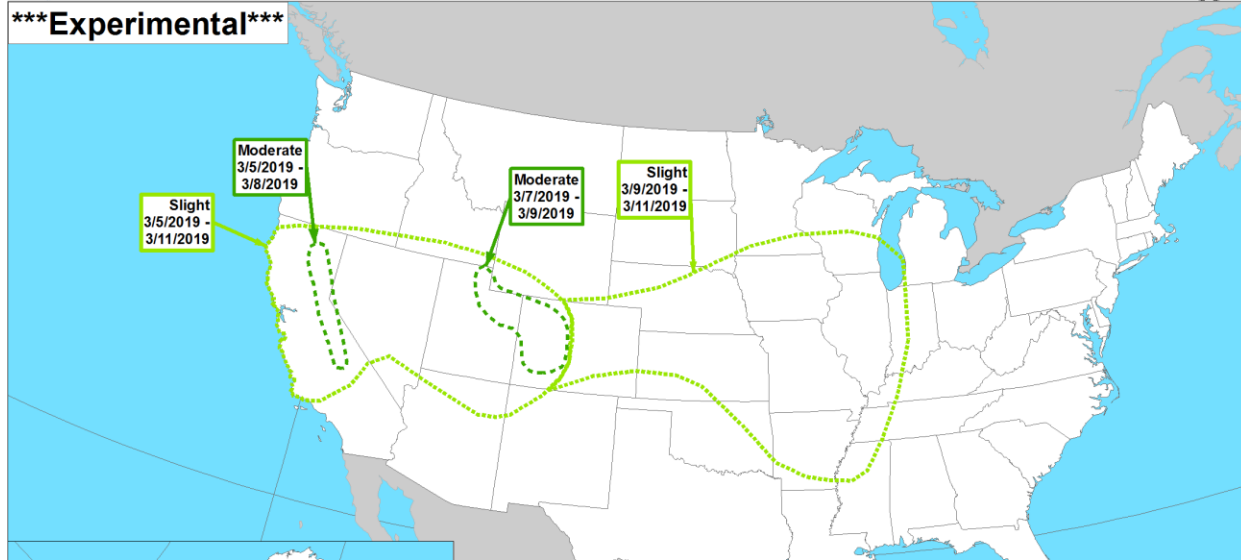 ***Experimental***
Moderate
3/5/2019 -
3/8/2019
Moderate
3/7/2019 -
3/9/2019
Slight
3/9/2019 -
3/11/2019
Slight
3/5/2019 -
3/11/2019